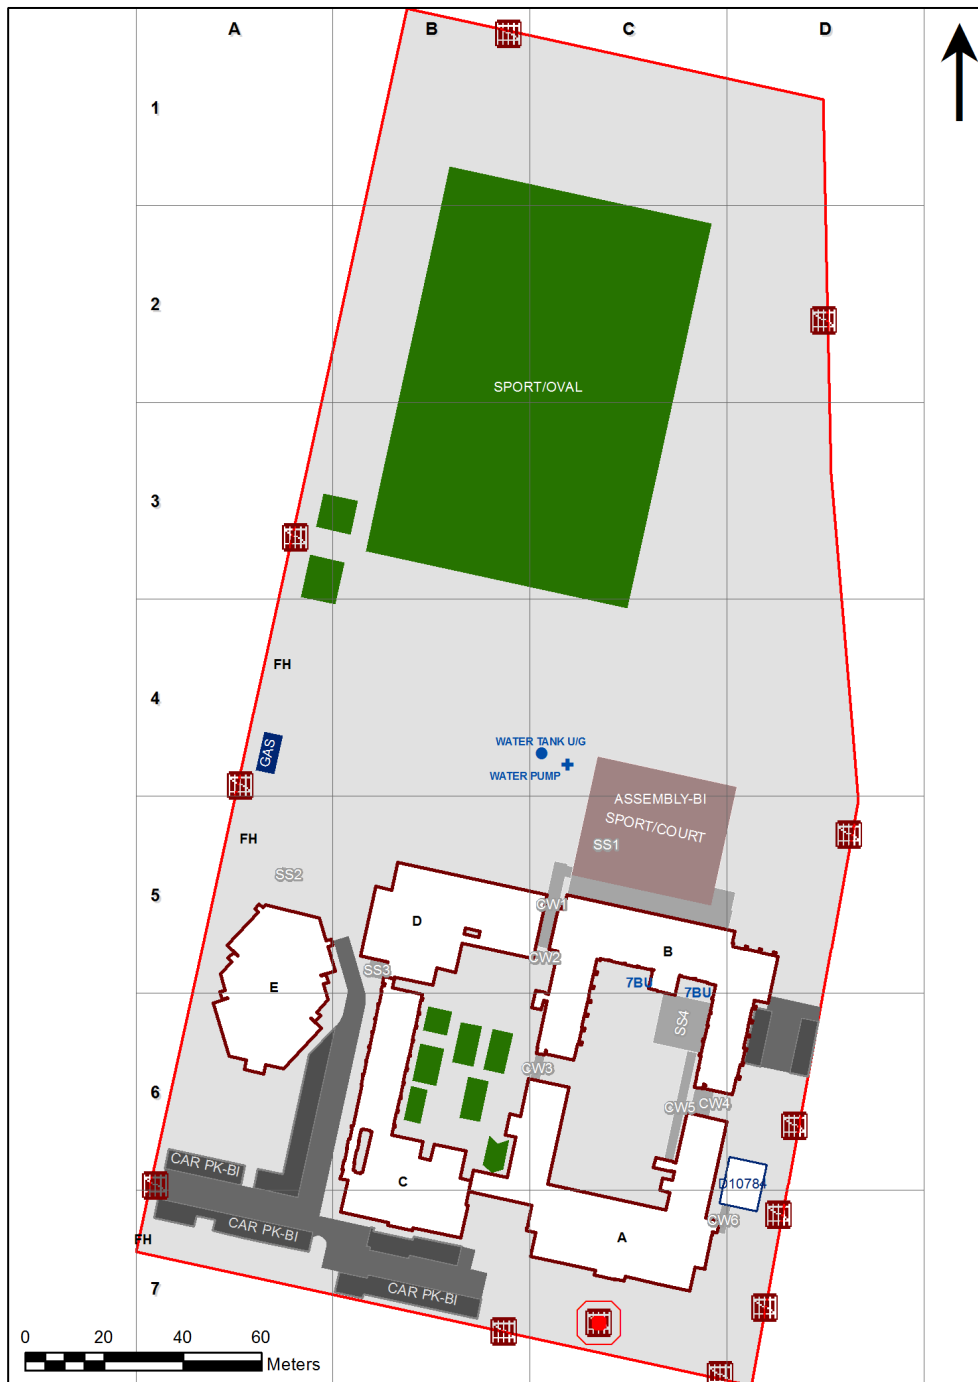 A B C D
1
2
SPORT/OVAL
3
FH
4
WATER TANK U/G
GAS
WATER PUMP
ASSEMBLY-BI
SPORT/COURT
FH
SS1
SS2
5
CW1
D
B
CW2
SS3
7BU
7BU
E
SS4
CW3
6
CW5
CW4
CAR PK-BI
C
D10784
CW6
CAR PK-BI
FH
A
7
CAR PK-BI
0 20 40 60
Meters